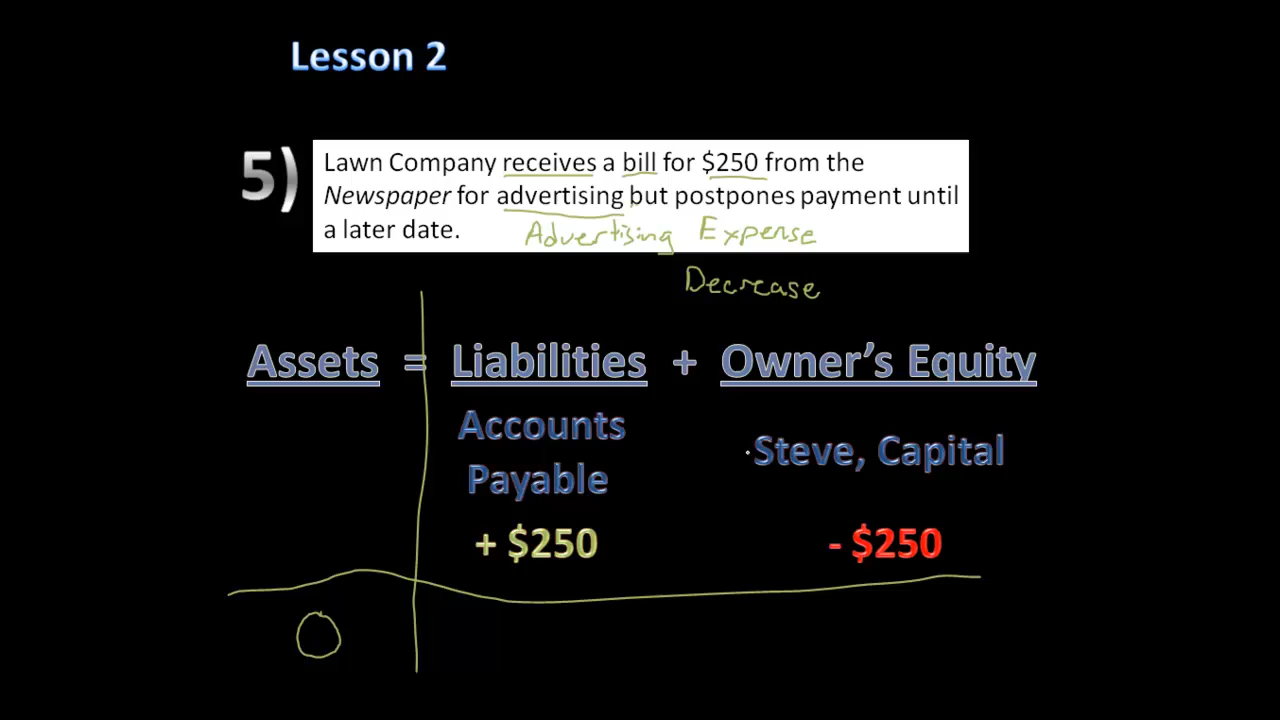 Lesson 2
5) Lawn Company receives a bill for $250 from the
Newspaper for advertising but postpones payment until
a later date.
Advertising Expense
Decrease
Assets = Liabilities + Owner's Equity
Accounts
Payable
Steve, Capital
+ $250 - $250
0